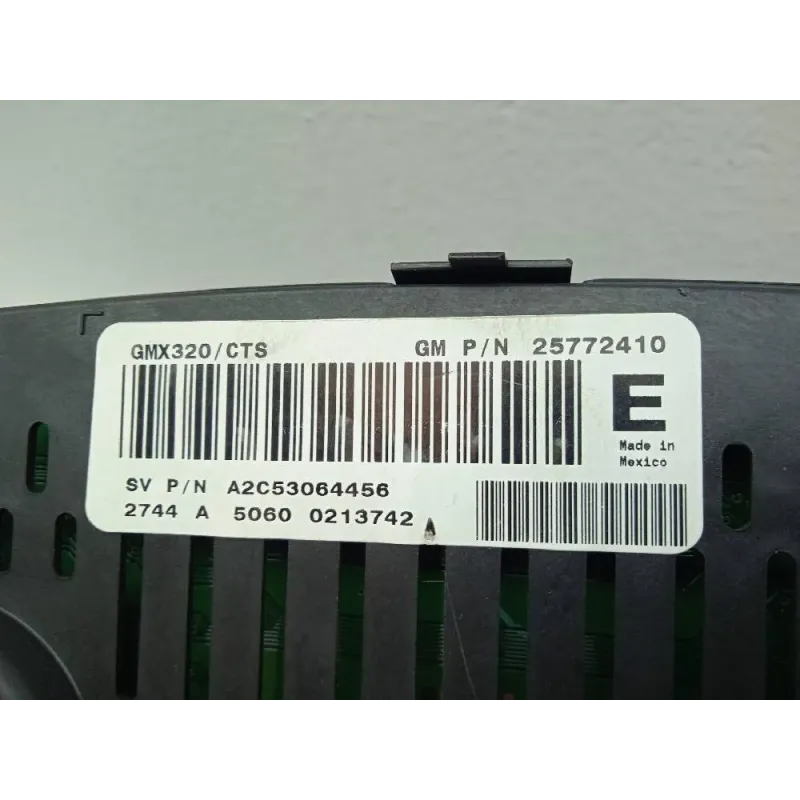 GMX320/CTS GM P/N 25772410
E
Made in
Mexico
SV P/N A2C53064456
2744 A 5060 0213742